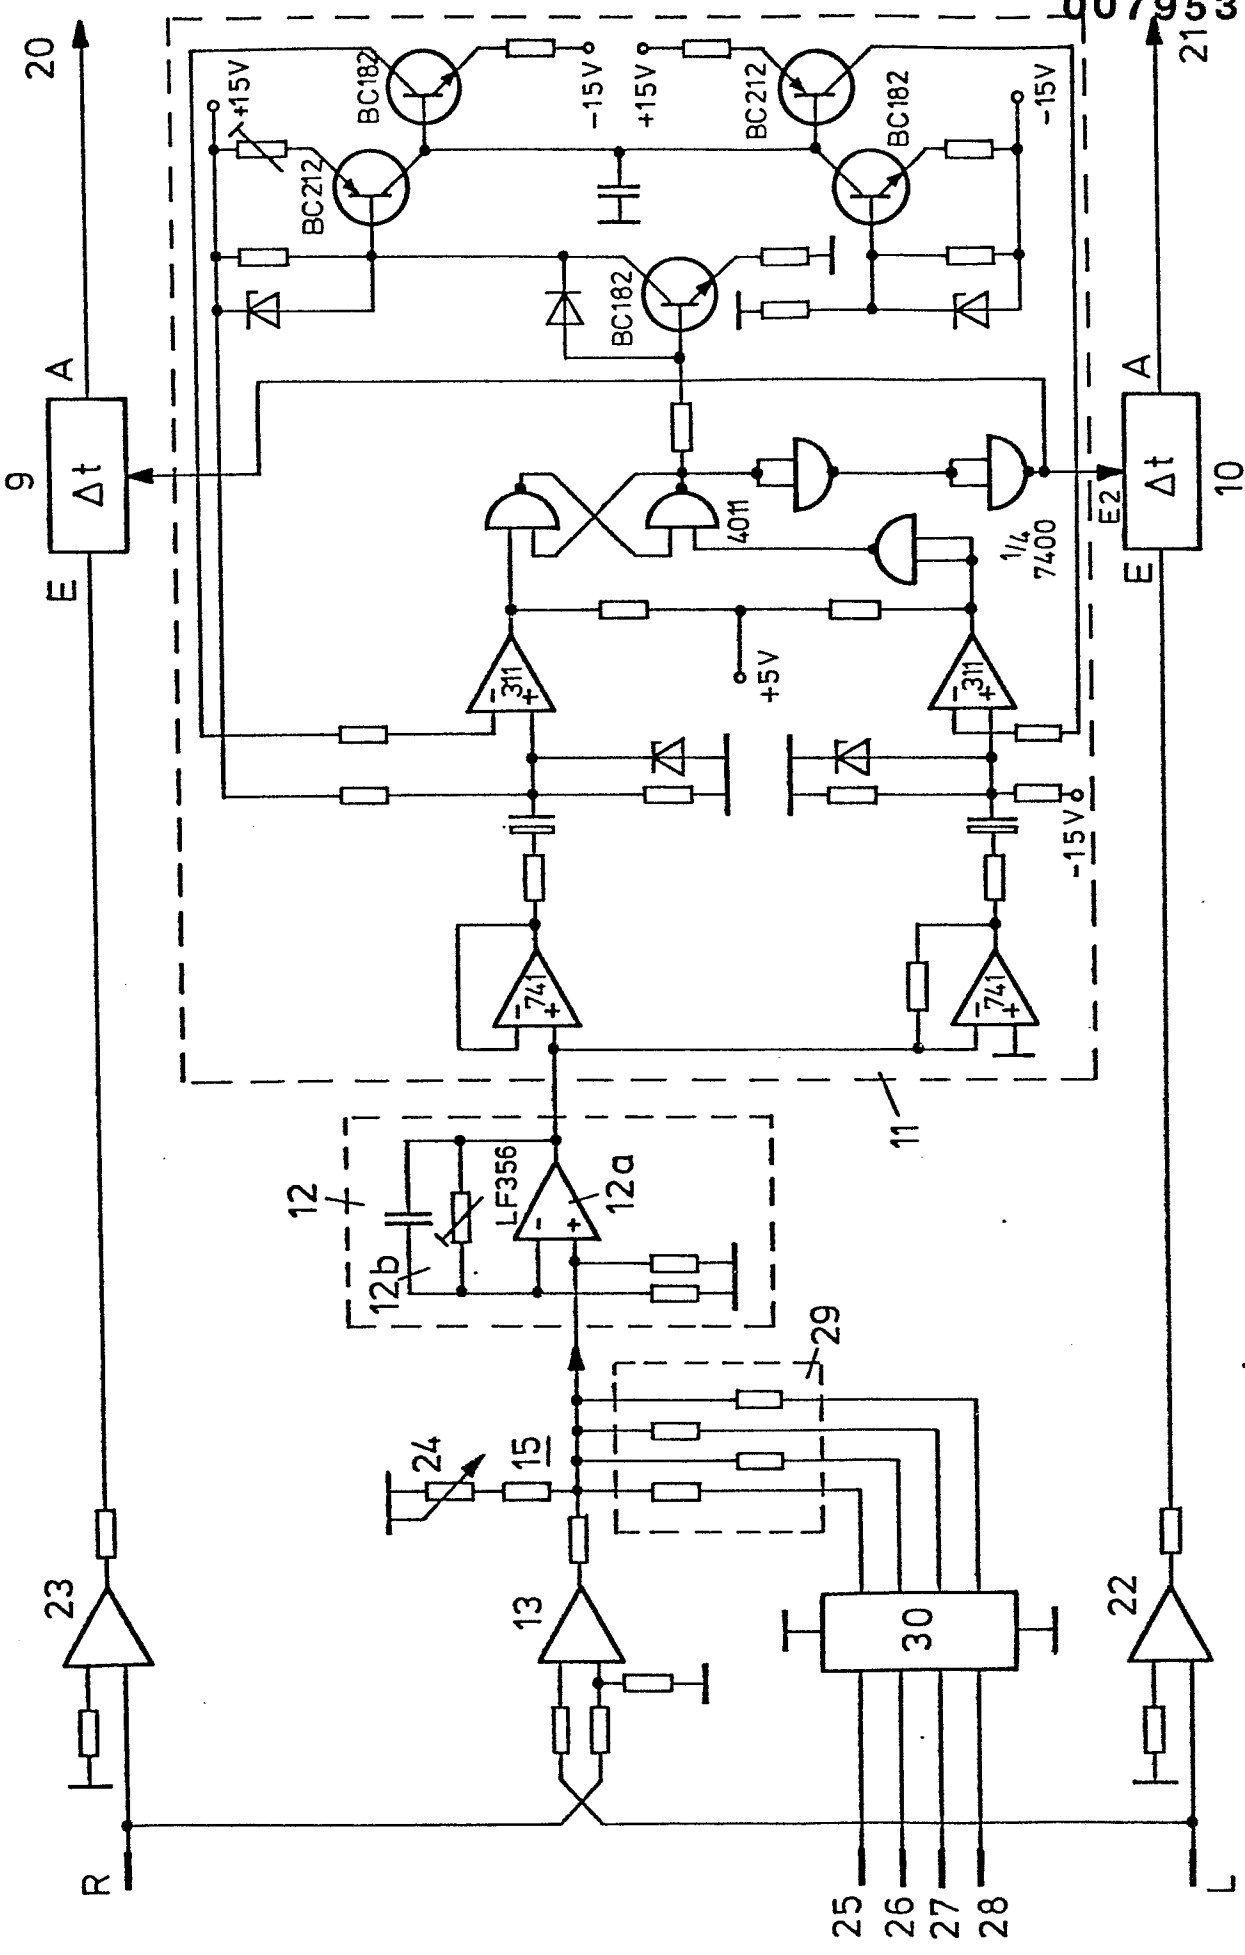 007953
20
21
+15V
BC182
-15V
+15V
BC212
BC182
-15V
BC212
BC182
A
A
9
Δt
Δt
10
E2
4011
1/4
7400
E
E
- 311 +
+5V
- 311 +
-15V
- 741 +
- 741 +
11
12
LF356
- +
12a
12b
29
24
15
23
13
30
22
R
25
26
27
28
L